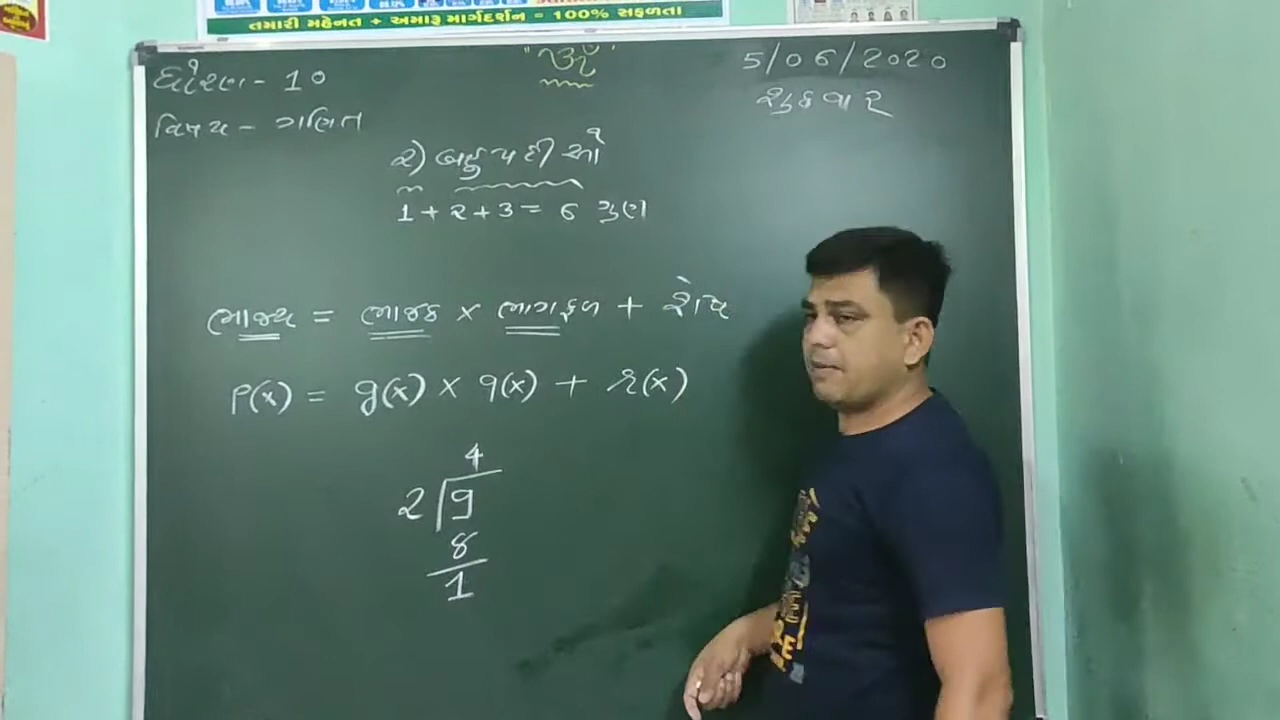 તમારી મહેનત + અમારૂ માર્ગદર્શન = 100% સફળતા
ૐ
ધોરણ - 10
5/06/2020
વિષય - ગણિત
શુક્રવાર
૨) બહુપદીઓ
1 + 2 + 3 = 6 ગુણ
ભાજ્ય = ભાજક × ભાગફળ + શેષ
P(x) = g(x) × q(x) + r(x)
4
2 9
8
1